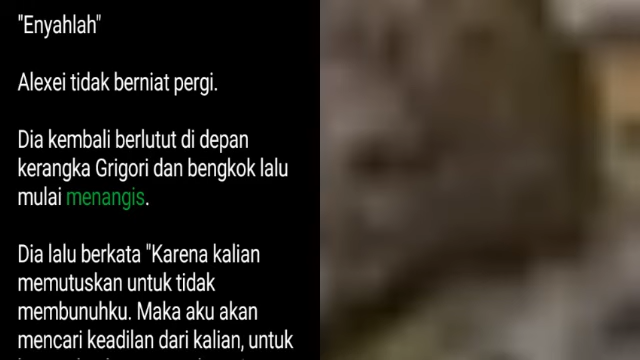 "Enyahlah"
Alexei tidak berniat pergi.
Dia kembali berlutut di depan
kerangka Grigori dan bengkok lalu
mulai menangis.
Dia lalu berkata "Karena kalian
memutuskan untuk tidak
membunuhku. Maka aku akan
mencari keadilan dari kalian, untuk